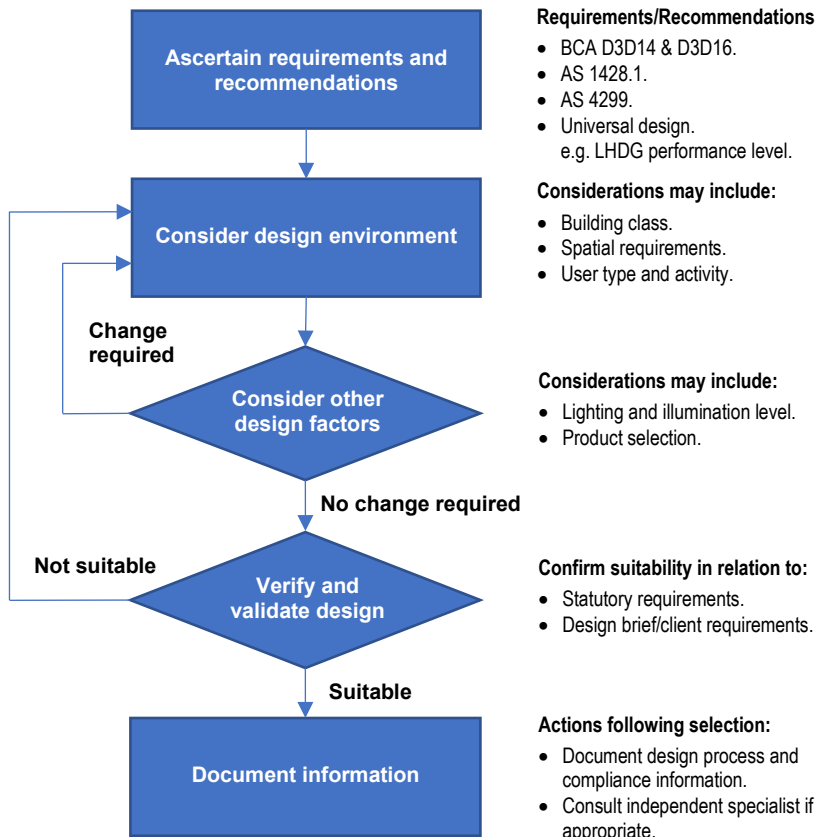 Ascertain requirements and
recommendations
Requirements/Recommendations
• BCA D3D14 & D3D16.
• AS 1428.1.
• AS 4299.
• Universal design.
e.g. LHDG performance level.
Consider design environment
Considerations may include:
• Building class.
• Spatial requirements.
• User type and activity.
Change
required
Consider other
design factors
Considerations may include:
• Lighting and illumination level.
• Product selection.
No change required
Not suitable
Verify and
validate design
Confirm suitability in relation to:
• Statutory requirements.
• Design brief/client requirements.
Suitable
Document information
Actions following selection:
• Document design process and
compliance information.
• Consult independent specialist if
appropriate.